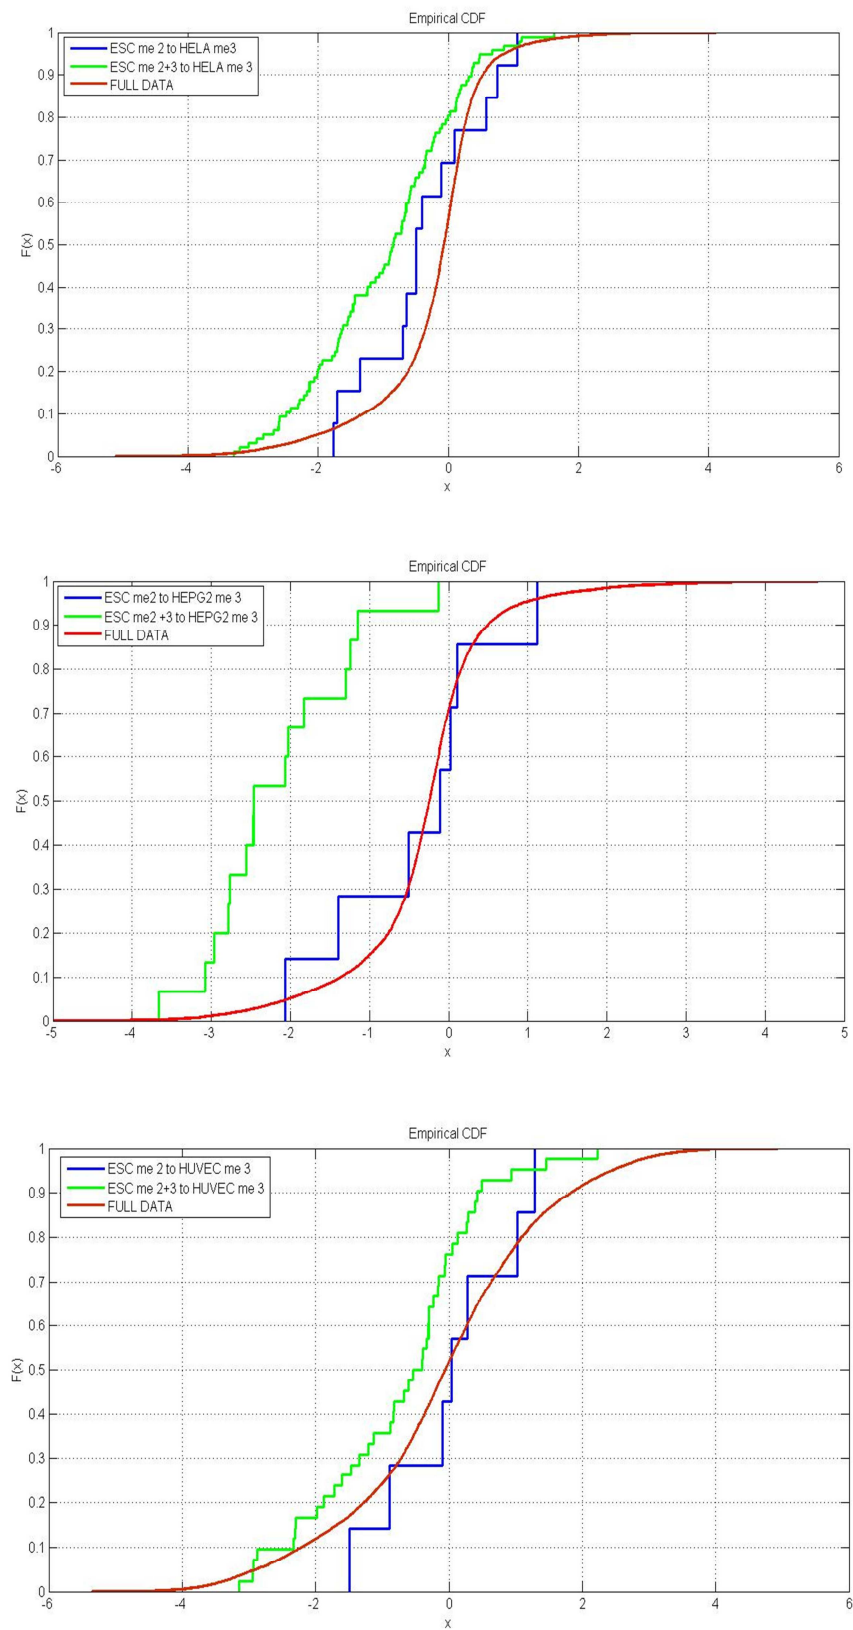 Empirical CDF
ESC me 2 to HELA me3
ESC me 2+3 to HELA me 3
FULL DATA
1
0.9
0.8
0.7
0.6
0.5
0.4
0.3
0.2
0.1
0
F(x)
-6 -4 -2 0 2 4 6
x
Empirical CDF
ESC me2 to HEPG2 me 3
ESC me2 +3 to HEPG2 me 3
FULL DATA
1
0.9
0.8
0.7
0.6
0.5
0.4
0.3
0.2
0.1
0
F(x)
-5 -4 -3 -2 -1 0 1 2 3 4 5
x
Empirical CDF
ESC me 2 to HUVEC me 3
ESC me 2+3 to HUVEC me 3
FULL DATA
1
0.9
0.8
0.7
0.6
0.5
0.4
0.3
0.2
0.1
0
F(x)
-6 -4 -2 0 2 4 6
x